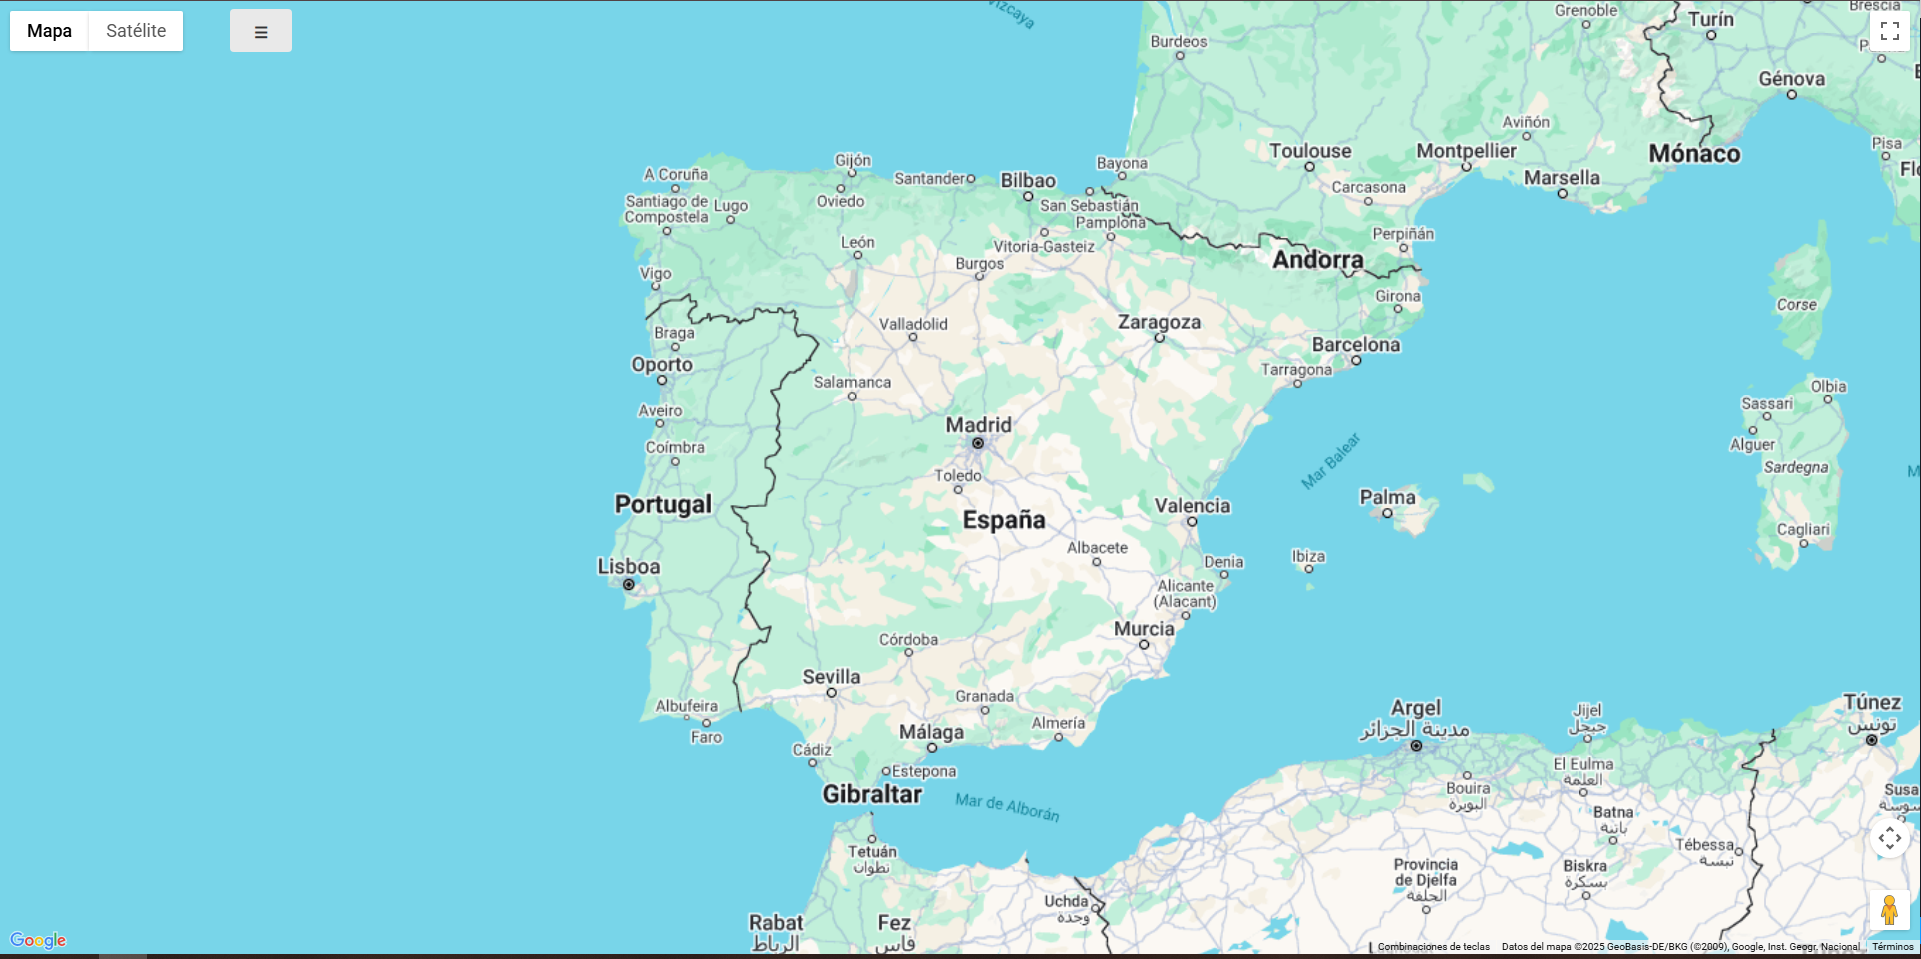 Mapa
Satélite
☰
Vizcaya
Burdeos
Grenoble
Turín
Brescia
Génova
Aviñón
Pisa
Toulouse
Montpellier
Mónaco
Marsella
Carcasona
Bayona
Gijón
A Coruña
Santander
Bilbao
Santiago de
Compostela
Lugo
Oviedo
San Sebastián
Pamplona
Perpiñán
León
Vitoria-Gasteiz
Burgos
Andorra
Vigo
Girona
Corse
Valladolid
Zaragoza
Braga
Barcelona
Oporto
Tarragona
Salamanca
Olbia
Sassari
Aveiro
Madrid
Mar Balear
Alguer
Coímbra
Sardegna
Toledo
Palma
Portugal
Valencia
España
Cagliari
Albacete
Ibiza
Denia
Lisboa
Alicante
(Alacant)
Murcia
Córdoba
Sevilla
Granada
Albufeira
Almería
Argel
مدينة الجزائر
Jijel
جيجل
Túnez
تونس
Faro
Málaga
Cádiz
Estepona
El Eulma
العلمة
Gibraltar
Mar de Alborán
Bouira
البويرة
Batna
باتنة
Susa
سوسة
Tetuán
تطوان
Tébessa
تبسة
Provincia
de Djelfa
الجلفة
Biskra
بسكرة
Uchda
وجدة
Rabat
الرباط
Fez
فاس
Google
Combinaciones de teclas
Datos del mapa ©2025 GeoBasis-DE/BKG (©2009), Google, Inst. Geogr. Nacional
Términos